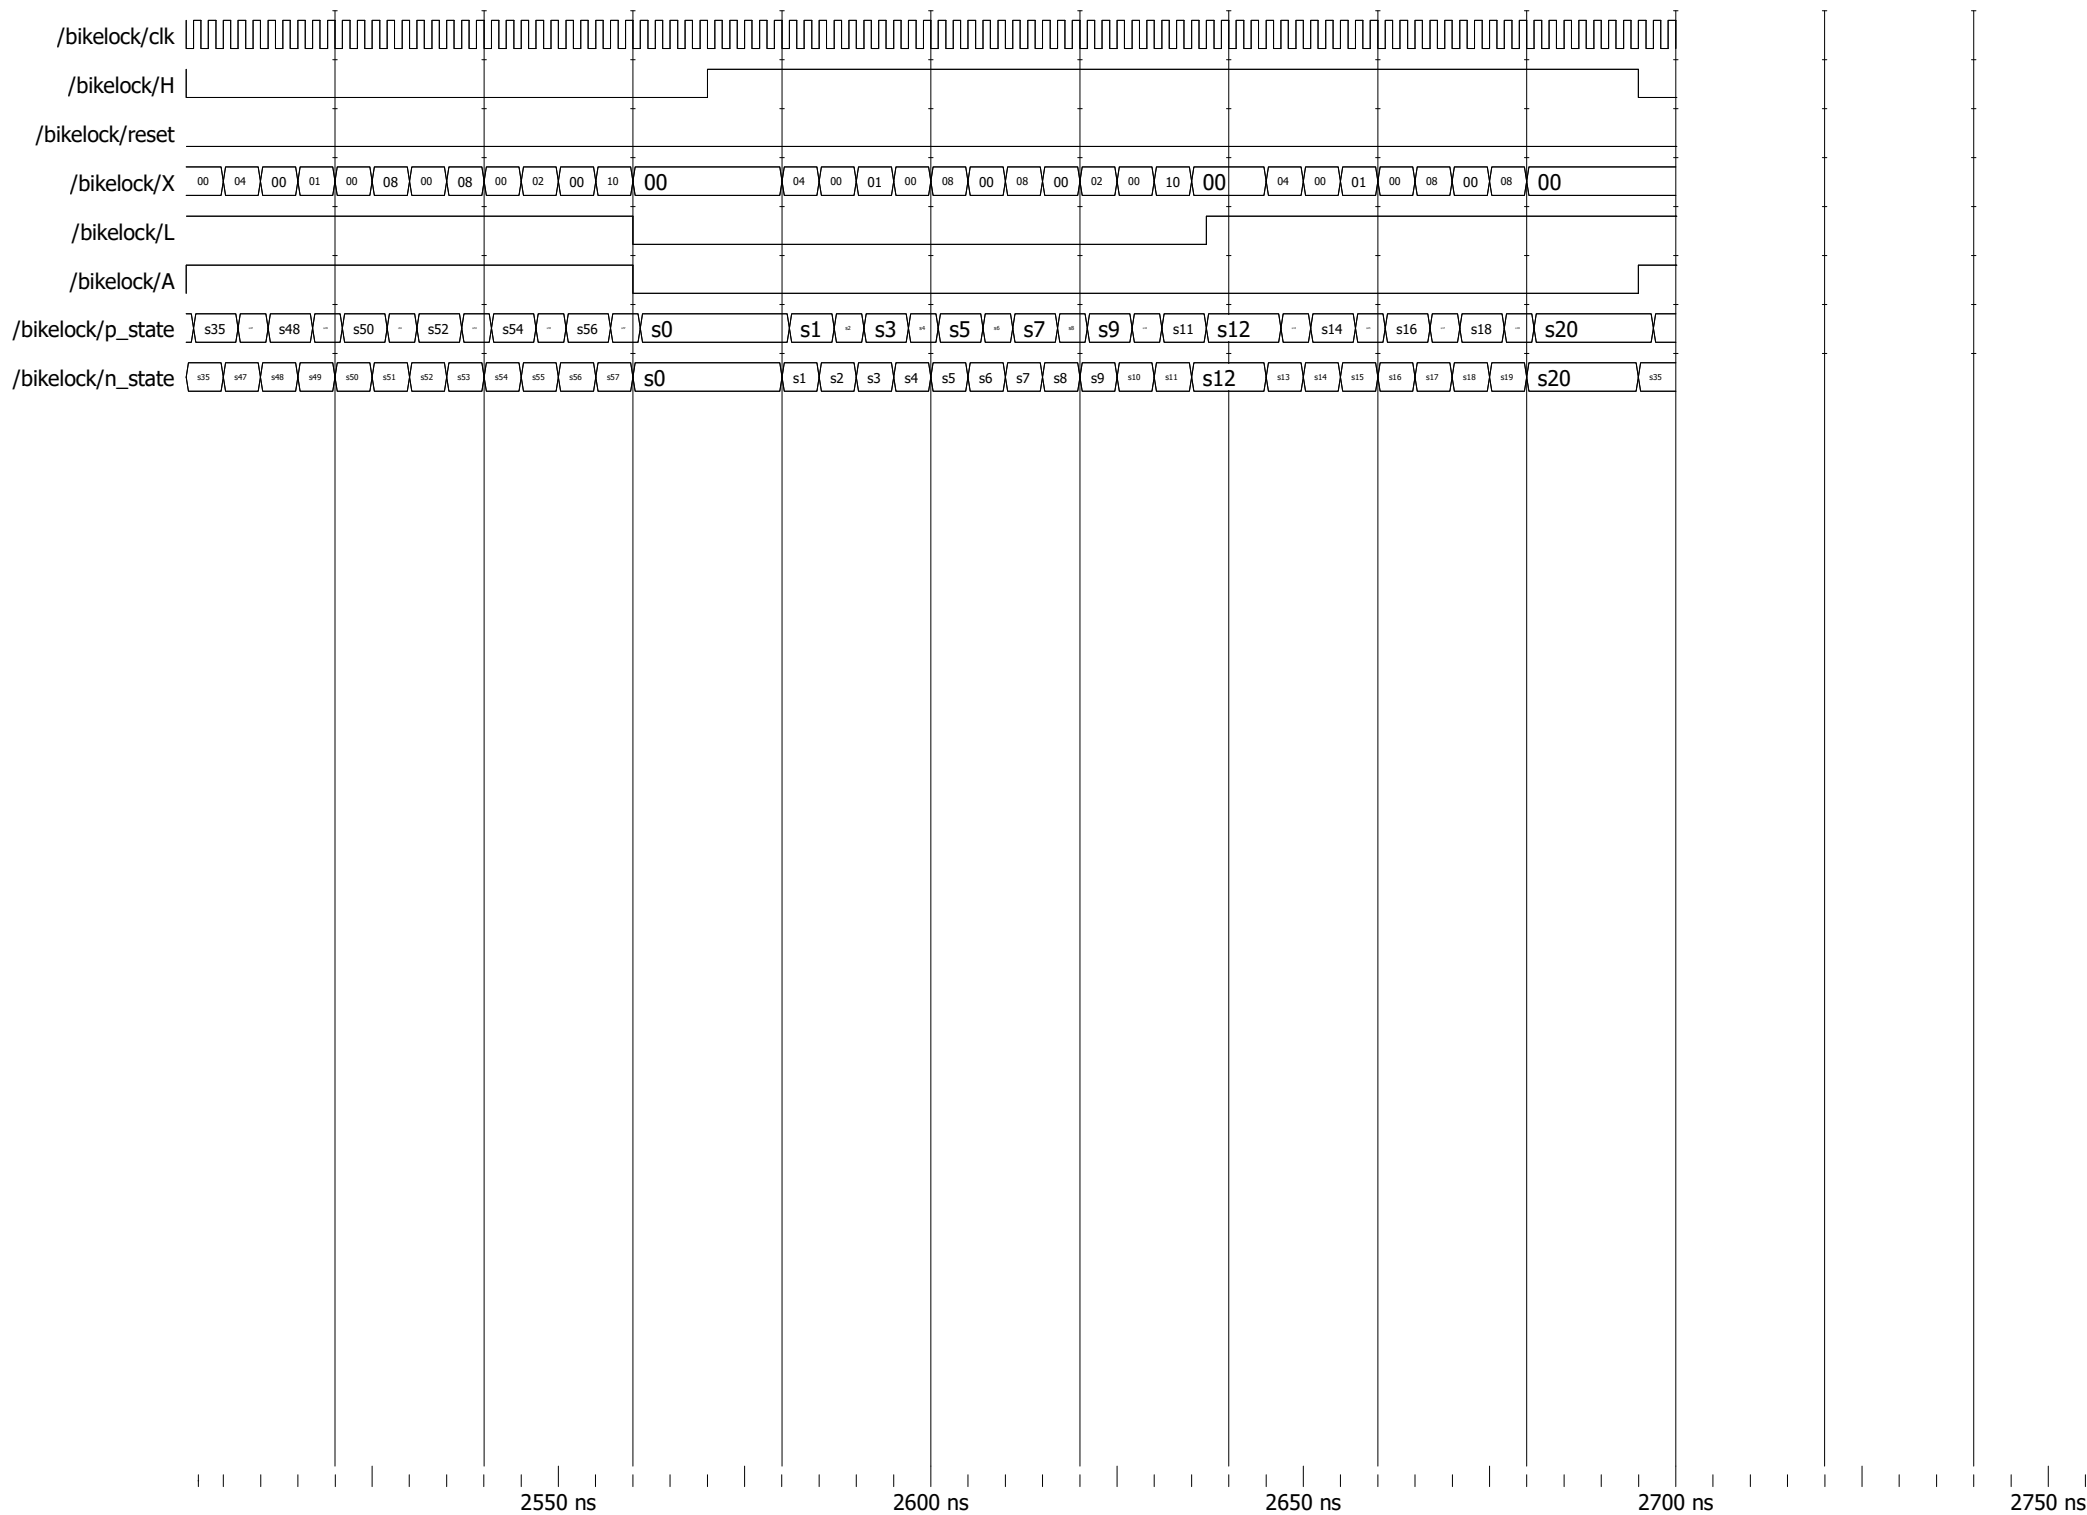 /bikelock/clk
/bikelock/H
/bikelock/reset
/bikelock/X 00 04 00 01 00 08 00 08 00 02 00 10 00 04 00 01 00 08 00 08 00 02 00 10 00 04 00 01 00 08 00 08 00
/bikelock/L
/bikelock/A
/bikelock/p_state s35 s48 s50 s52 s54 s56 s0 s1 s2 s3 s4 s5 s6 s7 s8 s9 s11 s12 s14 s16 s18 s20
/bikelock/n_state s35 s47 s48 s49 s50 s51 s52 s53 s54 s55 s56 s57 s0 s1 s2 s3 s4 s5 s6 s7 s8 s9 s10 s11 s12 s13 s14 s15 s16 s17 s18 s19 s20 s35
2550 ns 2600 ns 2650 ns 2700 ns 2750 ns